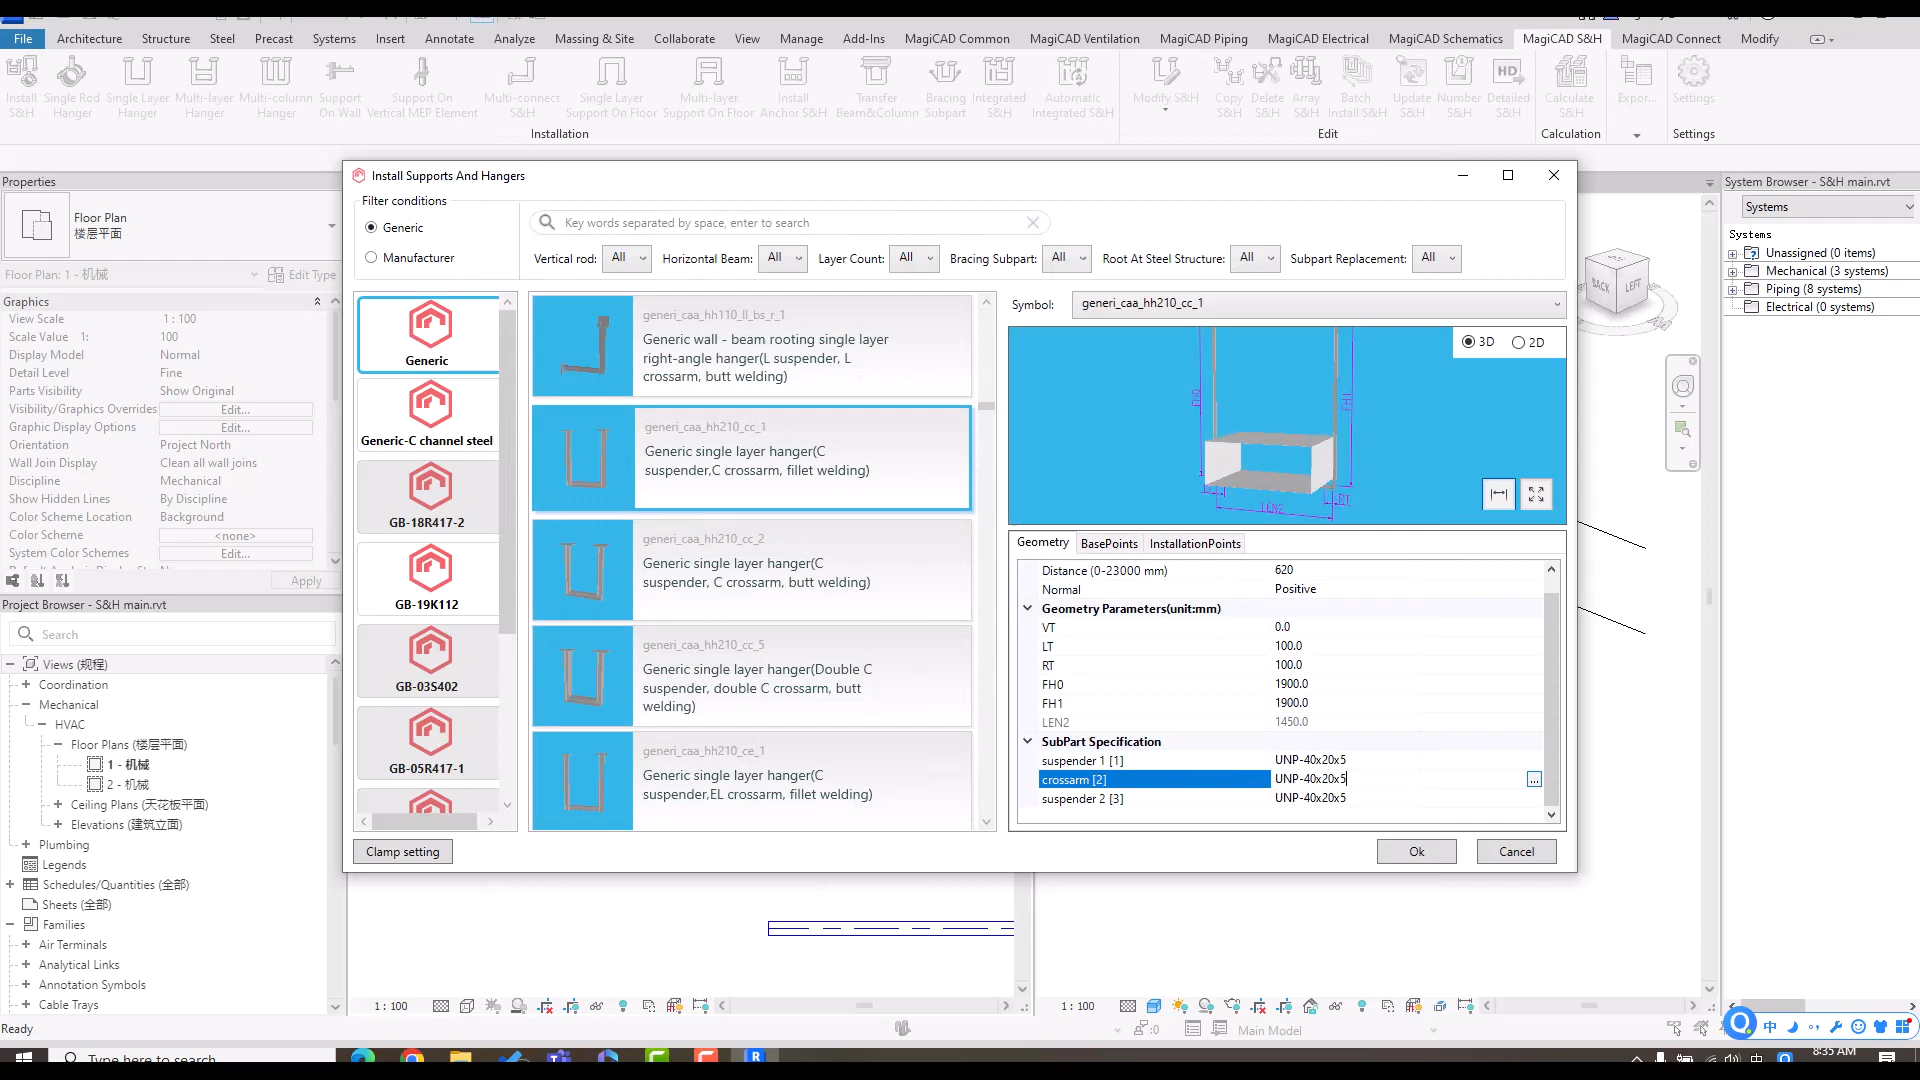 File Architecture Structure Steel Precast Systems Insert Annotate Analyze Massing & Site Collaborate View Manage Add-Ins MagiCAD Common MagiCAD Ventilation MagiCAD Piping MagiCAD Electrical MagiCAD Schematics MagiCAD S&H MagiCAD Connect Modify
Install S&H
Single Rod Hanger
Single Layer Hanger
Multi-layer Hanger
Multi-column Hanger
Support On Wall
Support On Vertical MEP Element
Multi-connect S&H
Single Layer Support On Floor
Multi-layer Support On Floor
Install Anchor S&H
Transfer Beam&Column
Bracing Subpart
Integrated S&H
Automatic Integrated S&H
Modify S&H
Copy S&H
Delete S&H
Array S&H
Batch Install S&H
Update S&H
Number S&H
HD
Detailed S&H
Calculate S&H
Expor...
Settings
Installation Edit Calculation Settings
Properties
Floor Plan
楼层平面
Floor Plan: 1 - 机械 Edit Type
Graphics
View Scale 1 : 100
Scale Value 1: 100
Display Model Normal
Detail Level Fine
Parts Visibility Show Original
Visibility/Graphics Overrides Edit...
Graphic Display Options Edit...
Orientation Project North
Wall Join Display Clean all wall joins
Discipline Mechanical
Show Hidden Lines By Discipline
Color Scheme Location Background
Color Scheme <none>
System Color Schemes Edit...
Apply
Project Browser - S&H main.rvt
Search
Views (规程)
Coordination
Mechanical
HVAC
Floor Plans (楼层平面)
1 - 机械
2 - 机械
Ceiling Plans (天花板平面)
Elevations (建筑立面)
Plumbing
Legends
Schedules/Quantities (全部)
Sheets (全部)
Families
Air Terminals
Analytical Links
Annotation Symbols
Cable Trays
Install Supports And Hangers
Filter conditions
Generic
Manufacturer
Key words separated by space, enter to search
Vertical rod: All Horizontal Beam: All Layer Count: All Bracing Subpart: All Root At Steel Structure: All Subpart Replacement: All
Generic
Generic-C channel steel
GB-18R417-2
GB-19K112
GB-03S402
GB-05R417-1
generi_caa_hh110_ll_bs_r_1
Generic wall - beam rooting single layer
right-angle hanger(L suspender, L
crossarm, butt welding)
generi_caa_hh210_cc_1
Generic single layer hanger(C
suspender,C crossarm, fillet welding)
generi_caa_hh210_cc_2
Generic single layer hanger(C
suspender, C crossarm, butt welding)
generi_caa_hh210_cc_5
Generic single layer hanger(Double C
suspender, double C crossarm, butt
welding)
generi_caa_hh210_ce_1
Generic single layer hanger(C
suspender,EL crossarm, fillet welding)
Symbol: generi_caa_hh210_cc_1
3D 2D
FH0
FH1
RT
LEN2
Geometry BasePoints InstallationPoints
Distance (0-23000 mm) 620
Normal Positive
Geometry Parameters(unit:mm)
VT 0.0
LT 100.0
RT 100.0
FH0 1900.0
FH1 1900.0
LEN2 1450.0
SubPart Specification
suspender 1 [1] UNP-40x20x5
crossarm [2] UNP-40x20x5 ...
suspender 2 [3] UNP-40x20x5
Clamp setting Ok Cancel
BACK LEFT
System Browser - S&H main.rvt
Systems
Systems
Unassigned (0 items)
Mechanical (3 systems)
Piping (8 systems)
Electrical (0 systems)
1 : 100
1 : 100
Ready
:0 Main Model
中
Type here to search
中
8:35 AM